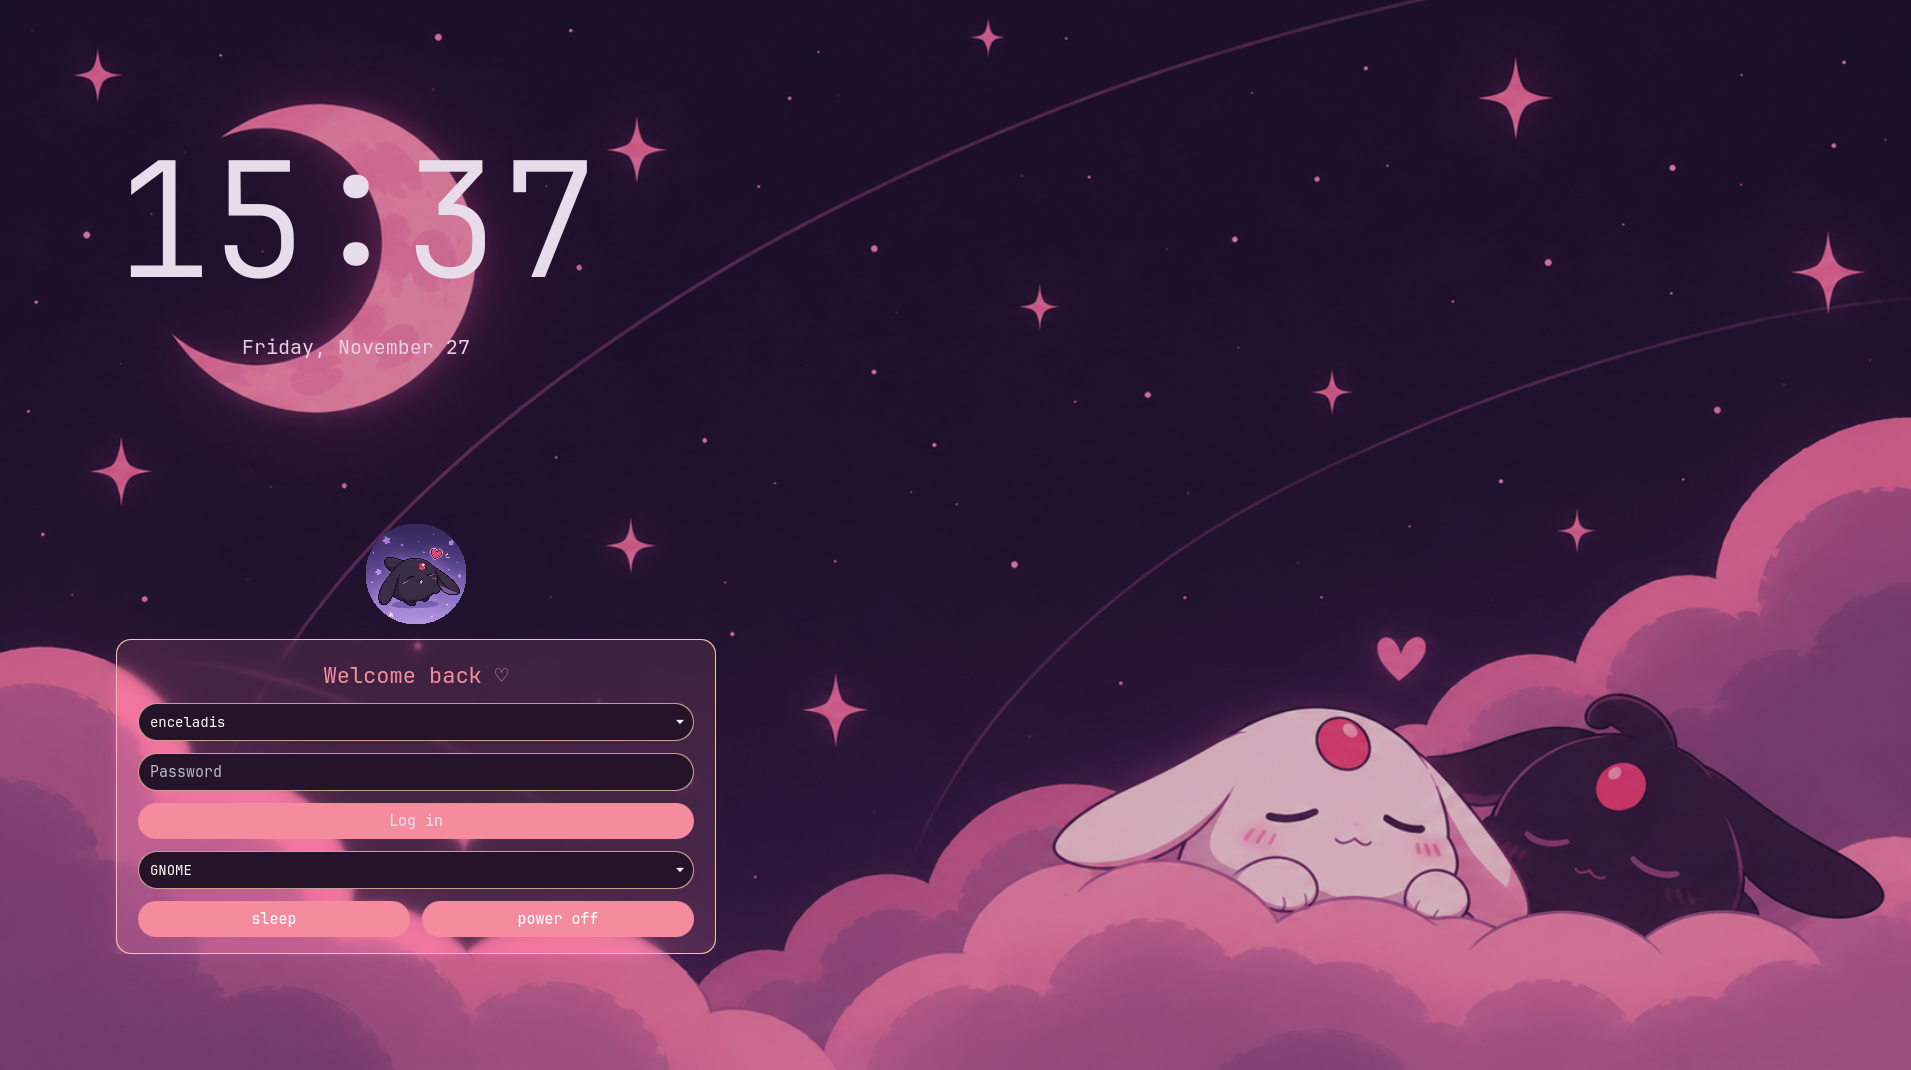 15:37
Friday, November 27
Welcome back ♡
enceladis
Password
Log in
GNOME
sleep
power off